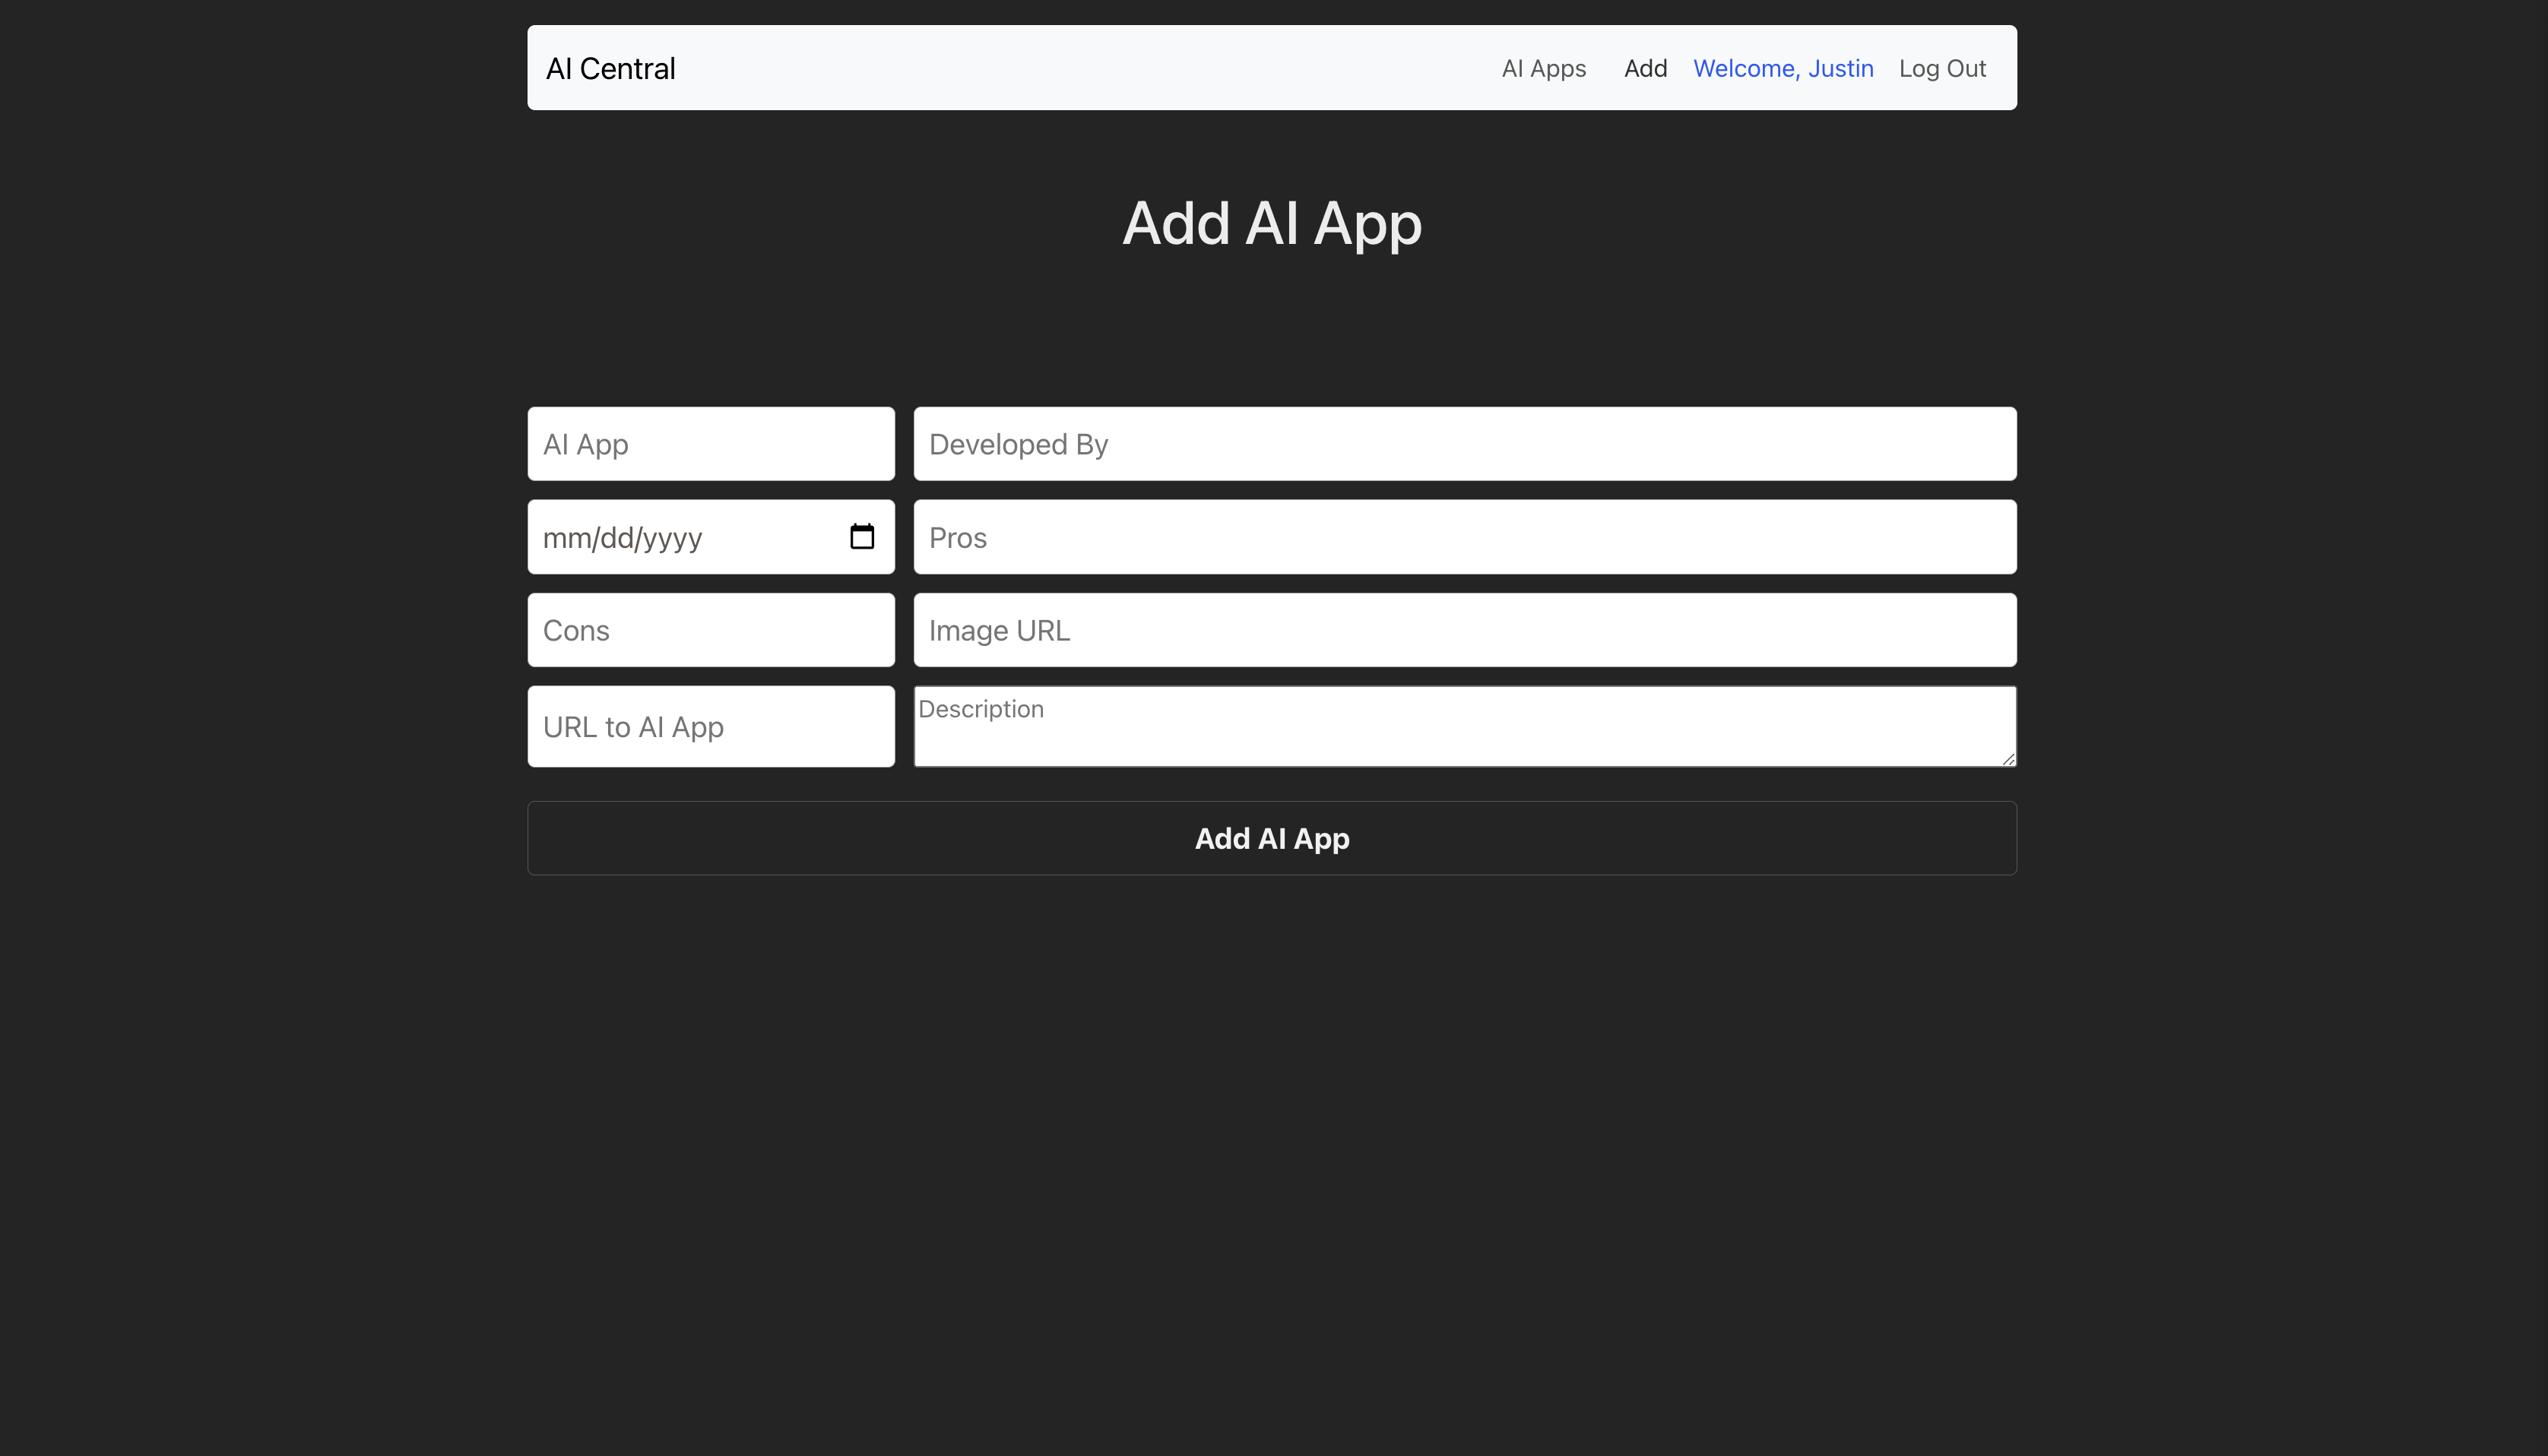 AI Central
AI Apps Add Welcome, Justin Log Out
Add AI App
AI App
Developed By
mm/dd/yyyy
Pros
Cons
Image URL
URL to AI App
Description
Add AI App